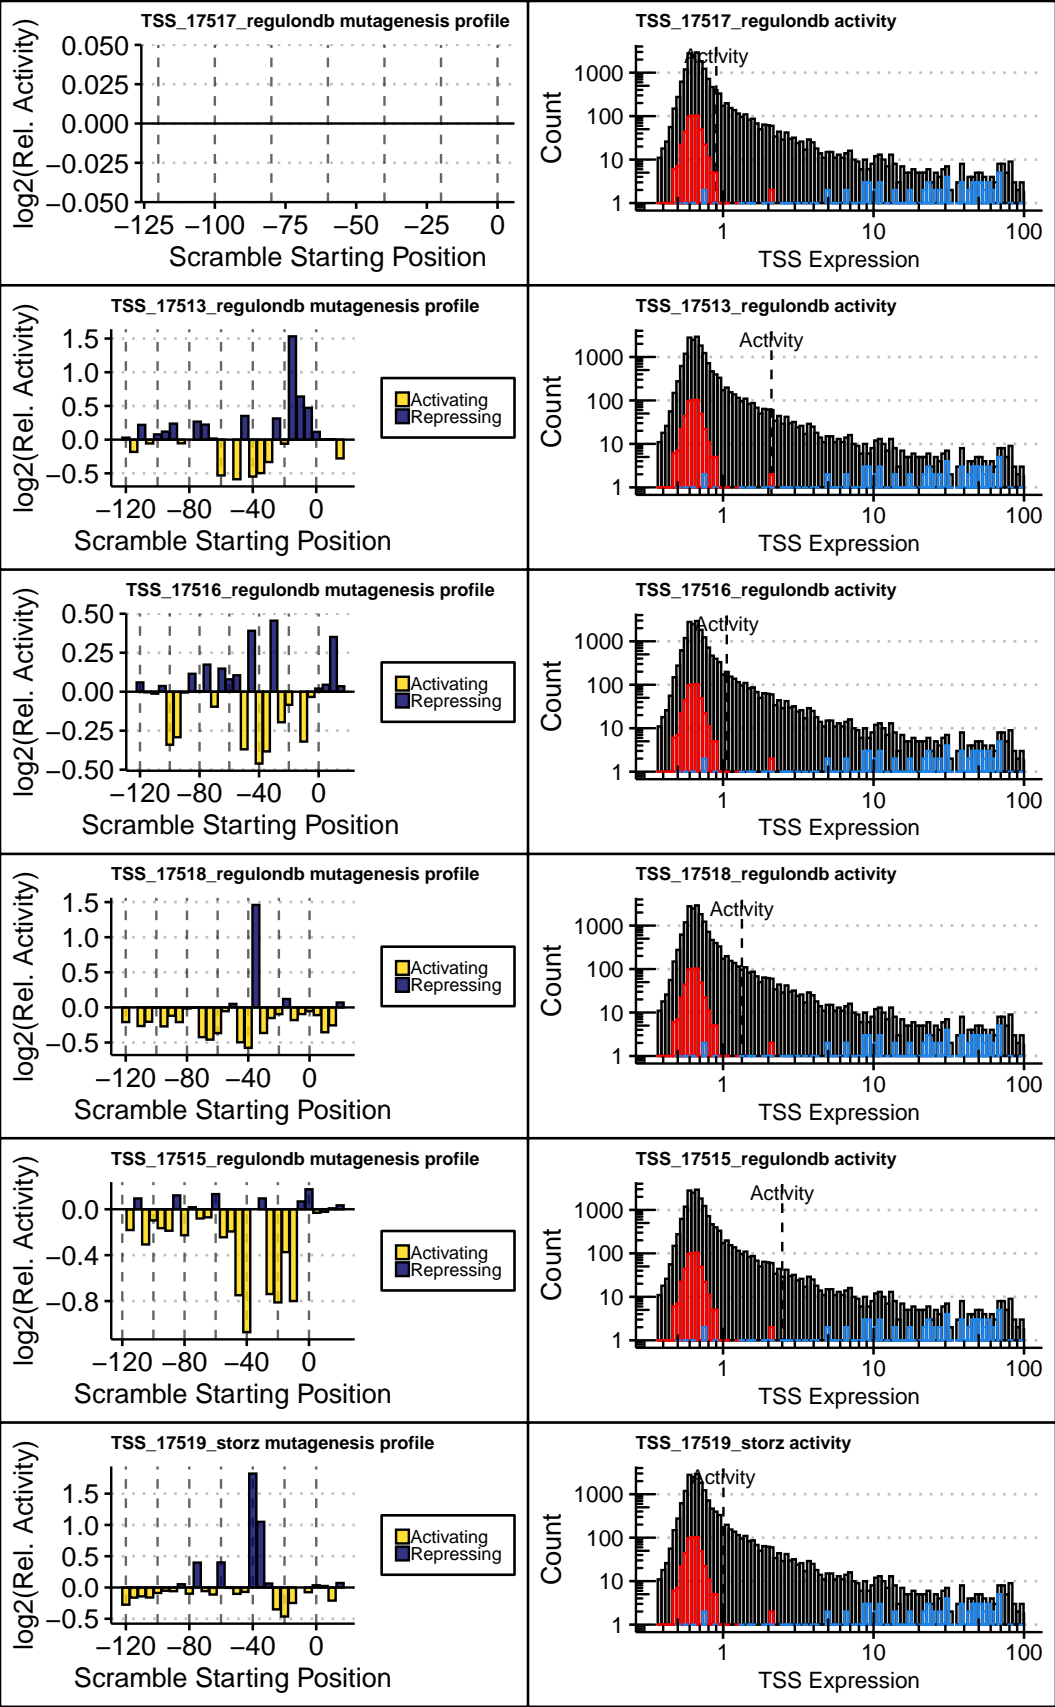 TSS_17517_regulondb mutagenesis profile
log2(Rel. Activity)
0.050
0.025
0.000
−0.025
−0.050
−125 −100 −75 −50 −25 0
Scramble Starting Position
TSS_17517_regulondb activity
Activity
Count
1000
100
10
1
1 10 100
TSS Expression
TSS_17513_regulondb mutagenesis profile
log2(Rel. Activity)
1.5
1.0
0.5
0.0
−0.5
−120 −80 −40 0
Scramble Starting Position
Activating
Repressing
TSS_17513_regulondb activity
Activity
Count
1000
100
10
1
1 10 100
TSS Expression
TSS_17516_regulondb mutagenesis profile
log2(Rel. Activity)
0.50
0.25
0.00
−0.25
−0.50
−120 −80 −40 0
Scramble Starting Position
Activating
Repressing
TSS_17516_regulondb activity
Activity
Count
1000
100
10
1
1 10 100
TSS Expression
TSS_17518_regulondb mutagenesis profile
log2(Rel. Activity)
1.5
1.0
0.5
0.0
−0.5
−120 −80 −40 0
Scramble Starting Position
Activating
Repressing
TSS_17518_regulondb activity
Activity
Count
1000
100
10
1
1 10 100
TSS Expression
TSS_17515_regulondb mutagenesis profile
log2(Rel. Activity)
0.0
−0.4
−0.8
−120 −80 −40 0
Scramble Starting Position
Activating
Repressing
TSS_17515_regulondb activity
Activity
Count
1000
100
10
1
1 10 100
TSS Expression
TSS_17519_storz mutagenesis profile
log2(Rel. Activity)
1.5
1.0
0.5
0.0
−0.5
−120 −80 −40 0
Scramble Starting Position
Activating
Repressing
TSS_17519_storz activity
Activity
Count
1000
100
10
1
1 10 100
TSS Expression